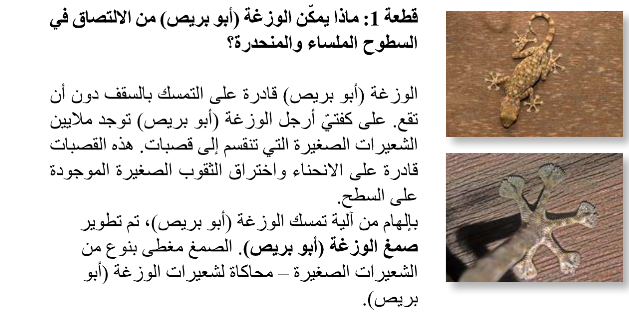 قطعة 1: ماذا يمكّن الوزغة (أبو بريص) من الالتصاق في
السطوح الملساء والمنحدرة؟
الوزغة (أبو بريص) قادرة على التمسك بالسقف دون أن
تقع. على كفتيّ أرجل الوزغة (أبو بريص) توجد ملايين
الشعيرات الصغيرة التي تنقسم إلى قصبات. هذه القصبات
قادرة على الانحناء واختراق الثقوب الصغيرة الموجودة
على السطح.
بإلهام من آلية تمسك الوزغة (أبو بريص)، تم تطوير
صمغ الوزغة (أبو بريص). الصمغ مغطى بنوع من
الشعيرات الصغيرة – محاكاة لشعيرات الوزغة (أبو
بريص).